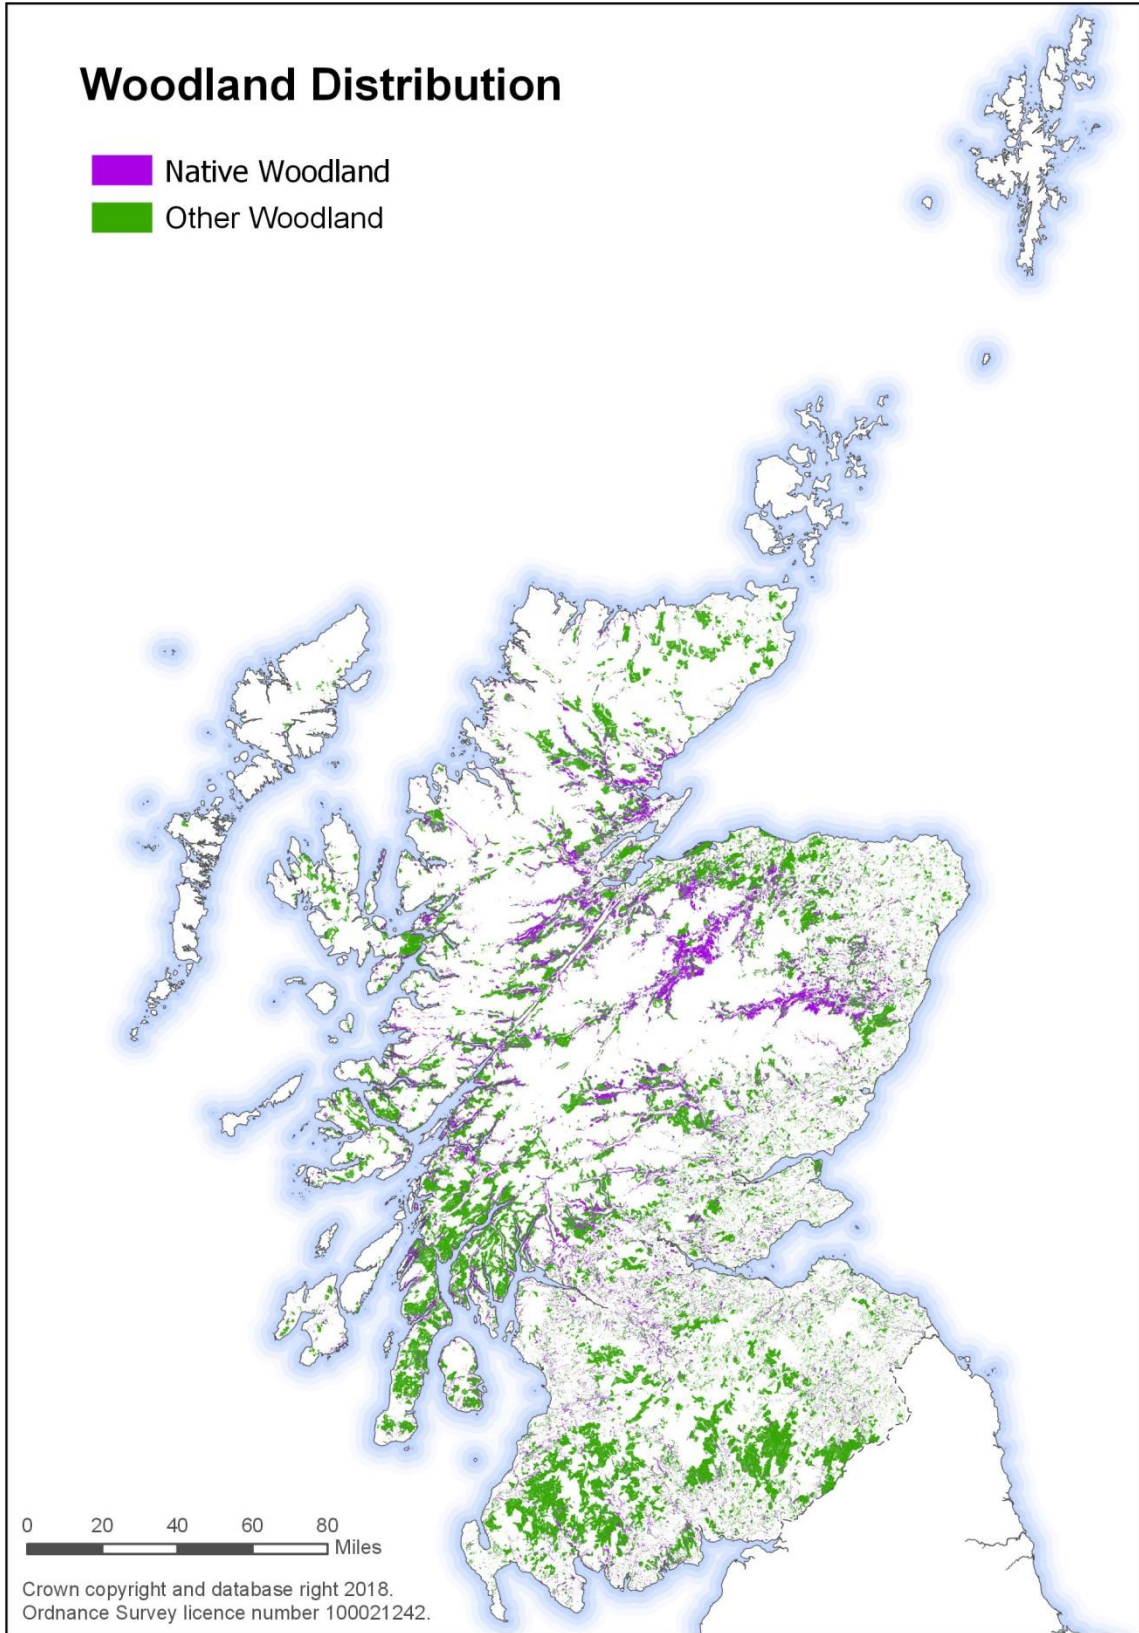 Woodland Distribution
Native Woodland
Other Woodland
0 20 40 60 80
Miles
Crown copyright and database right 2018.
Ordnance Survey licence number 100021242.